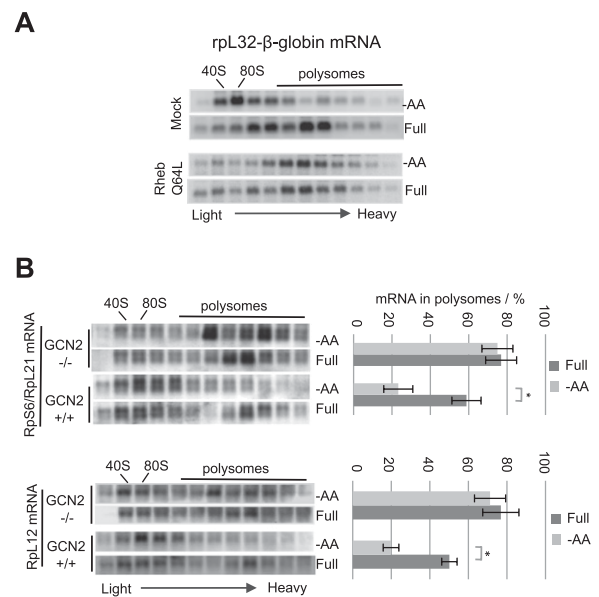 A
rpL32-β-globin mRNA
40S 80S polysomes
Mock
-AA
Full
Rheb
Q64L
-AA
Full
Light Heavy
B
mRNA in polysomes / %
40S 80S polysomes
0 20 40 60 80 100
RpS6/RpL21 mRNA
GCN2
-/-
-AA
Full
GCN2
+/+
-AA
Full
Full
-AA
*
40S 80S polysomes
0 20 40 60 80 100
RpL12 mRNA
GCN2
-/-
-AA
Full
GCN2
+/+
-AA
Full
Full
-AA
*
Light Heavy